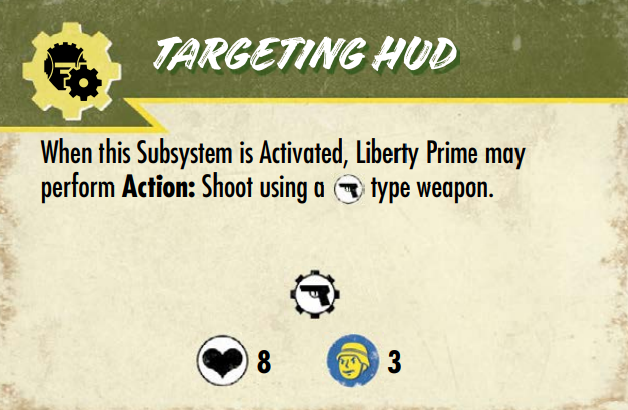 TARGETING HUD
When this Subsystem is Activated, Liberty Prime may
perform Action: Shoot using a type weapon.
8 3